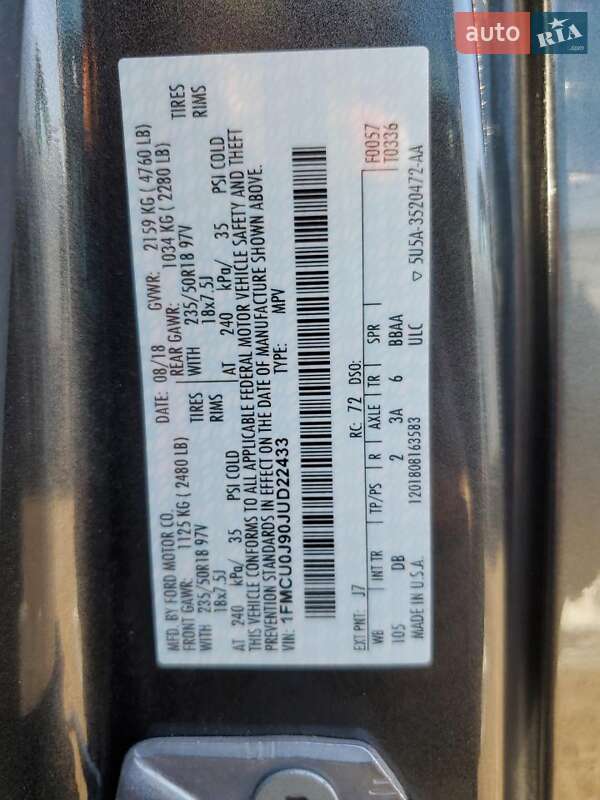 auto RIA.com
MFD. BY FORD MOTOR CO. DATE: 08/18 GVWR: 2159 KG ( 4760 LB)
FRONT GAWR: 1125 KG (2480 LB) REAR GAWR: 1034 KG ( 2280 LB)
WITH 235/50R18 97V TIRES WITH 235/50R18 97V TIRES
18x7.5J RIMS 18x7.5J RIMS
AT 240 kPa/ 35 PSI COLD AT 240 kPa/ 35 PSI COLD
THIS VEHICLE CONFORMS TO ALL APPLICABLE FEDERAL MOTOR VEHICLE SAFETY AND THEFT
PREVENTION STANDARDS IN EFFECT ON THE DATE OF MANUFACTURE SHOWN ABOVE.
VIN: 1FMCU0J90JUD22433 TYPE: MPV
F0057
T0336
EXT PNT: J7 RC: 72 DSO:
WB INT TR TP/PS R AXLE TR SPR
105 DB 2 3A 6 BBAA
ULC
MADE IN U.S.A. 1201808163583
▽ 5U5A-3520472-AA